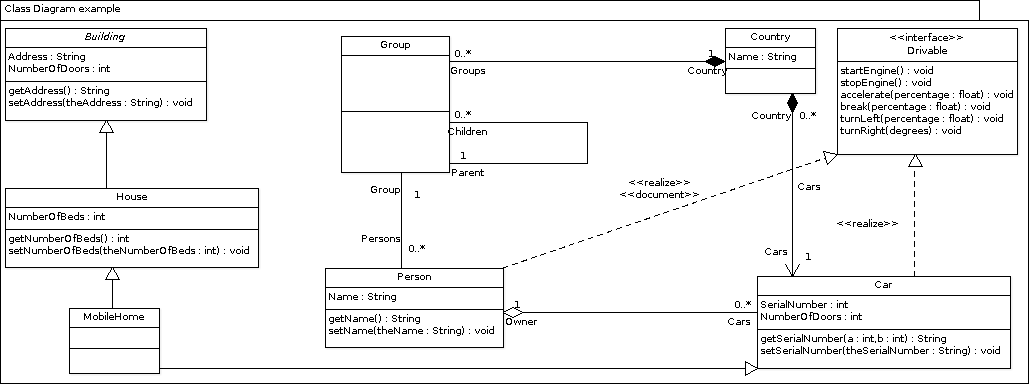 Class Diagram example
Building
Address : String
NumberOfDoors : int
getAddress() : String
setAddress(theAddress : String) : void
House
NumberOfBeds : int
getNumberOfBeds() : int
setNumberOfBeds(theNumberOfBeds : int) : void
MobileHome
Group
0..*
Groups
1
Country
0..*
Children
1
Parent
Group
1
Persons
0..*
Person
Name : String
getName() : String
setName(theName : String) : void
1
Owner
0..*
Cars
<<realize>>
<<document>>
Country
Name : String
Country
0..*
Cars
Cars
1
<<interface>>
Drivable
startEngine() : void
stopEngine() : void
accelerate(percentage : float) : void
break(percentage : float) : void
turnLeft(percentage : float) : void
turnRight(degrees) : void
<<realize>>
Car
SerialNumber : int
NumberOfDoors : int
getSerialNumber(a : int,b : int) : String
setSerialNumber(theSerialNumber : String) : void